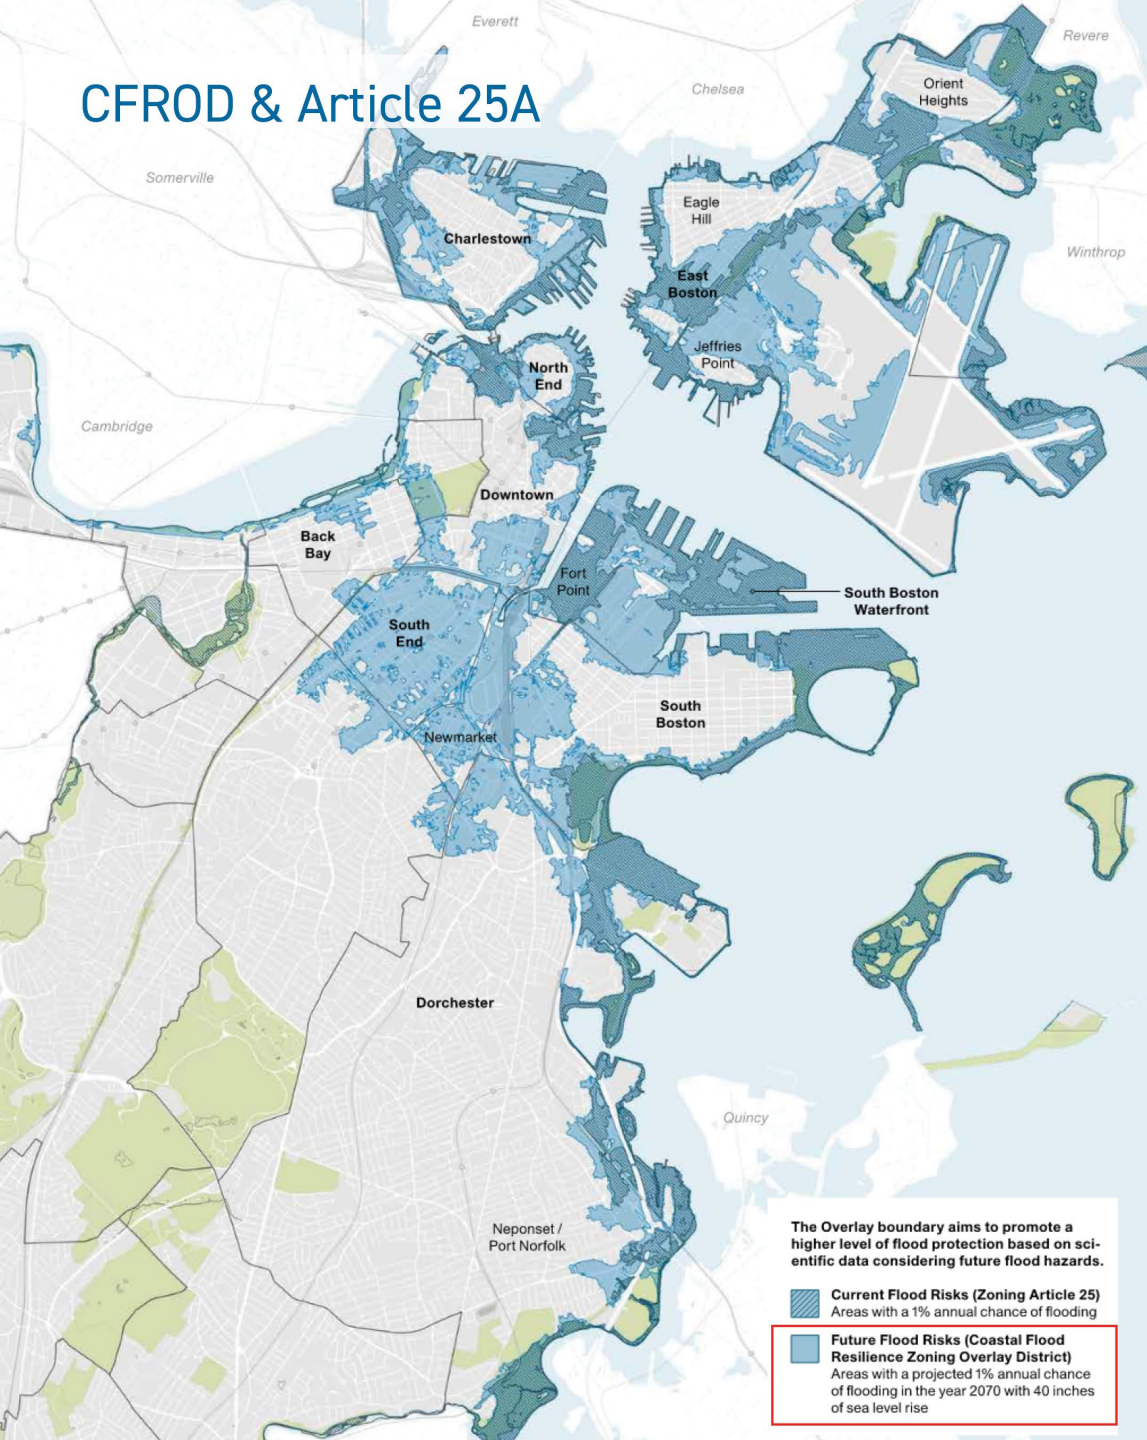 Everett
Revere
CFROD & Article 25A
Chelsea
Orient
Heights
Somerville
Eagle
Hill
Charlestown
Winthrop
East
Boston
Jeffries
Point
North
End
Cambridge
Downtown
Back
Bay
Fort
Point
South Boston
Waterfront
South
End
South
Boston
Newmarket
Dorchester
Quincy
Neponset /
Port Norfolk
The Overlay boundary aims to promote a
higher level of flood protection based on sci-
entific data considering future flood hazards.
Current Flood Risks (Zoning Article 25)
Areas with a 1% annual chance of flooding
Future Flood Risks (Coastal Flood
Resilience Zoning Overlay District)
Areas with a projected 1% annual chance
of flooding in the year 2070 with 40 inches
of sea level rise